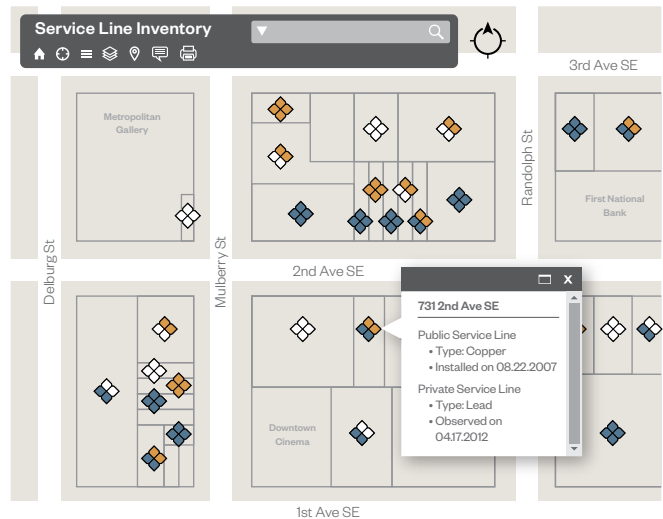 Service Line Inventory
3rd Ave SE
Metropolitan
Gallery
Randolph St
First National
Bank
Delburg St
Mulberry St
2nd Ave SE
X
731 2nd Ave SE
Public Service Line
• Type: Copper
• Installed on 08.22.2007
Private Service Line
• Type: Lead
• Observed on
04.17.2012
Downtown
Cinema
1st Ave SE